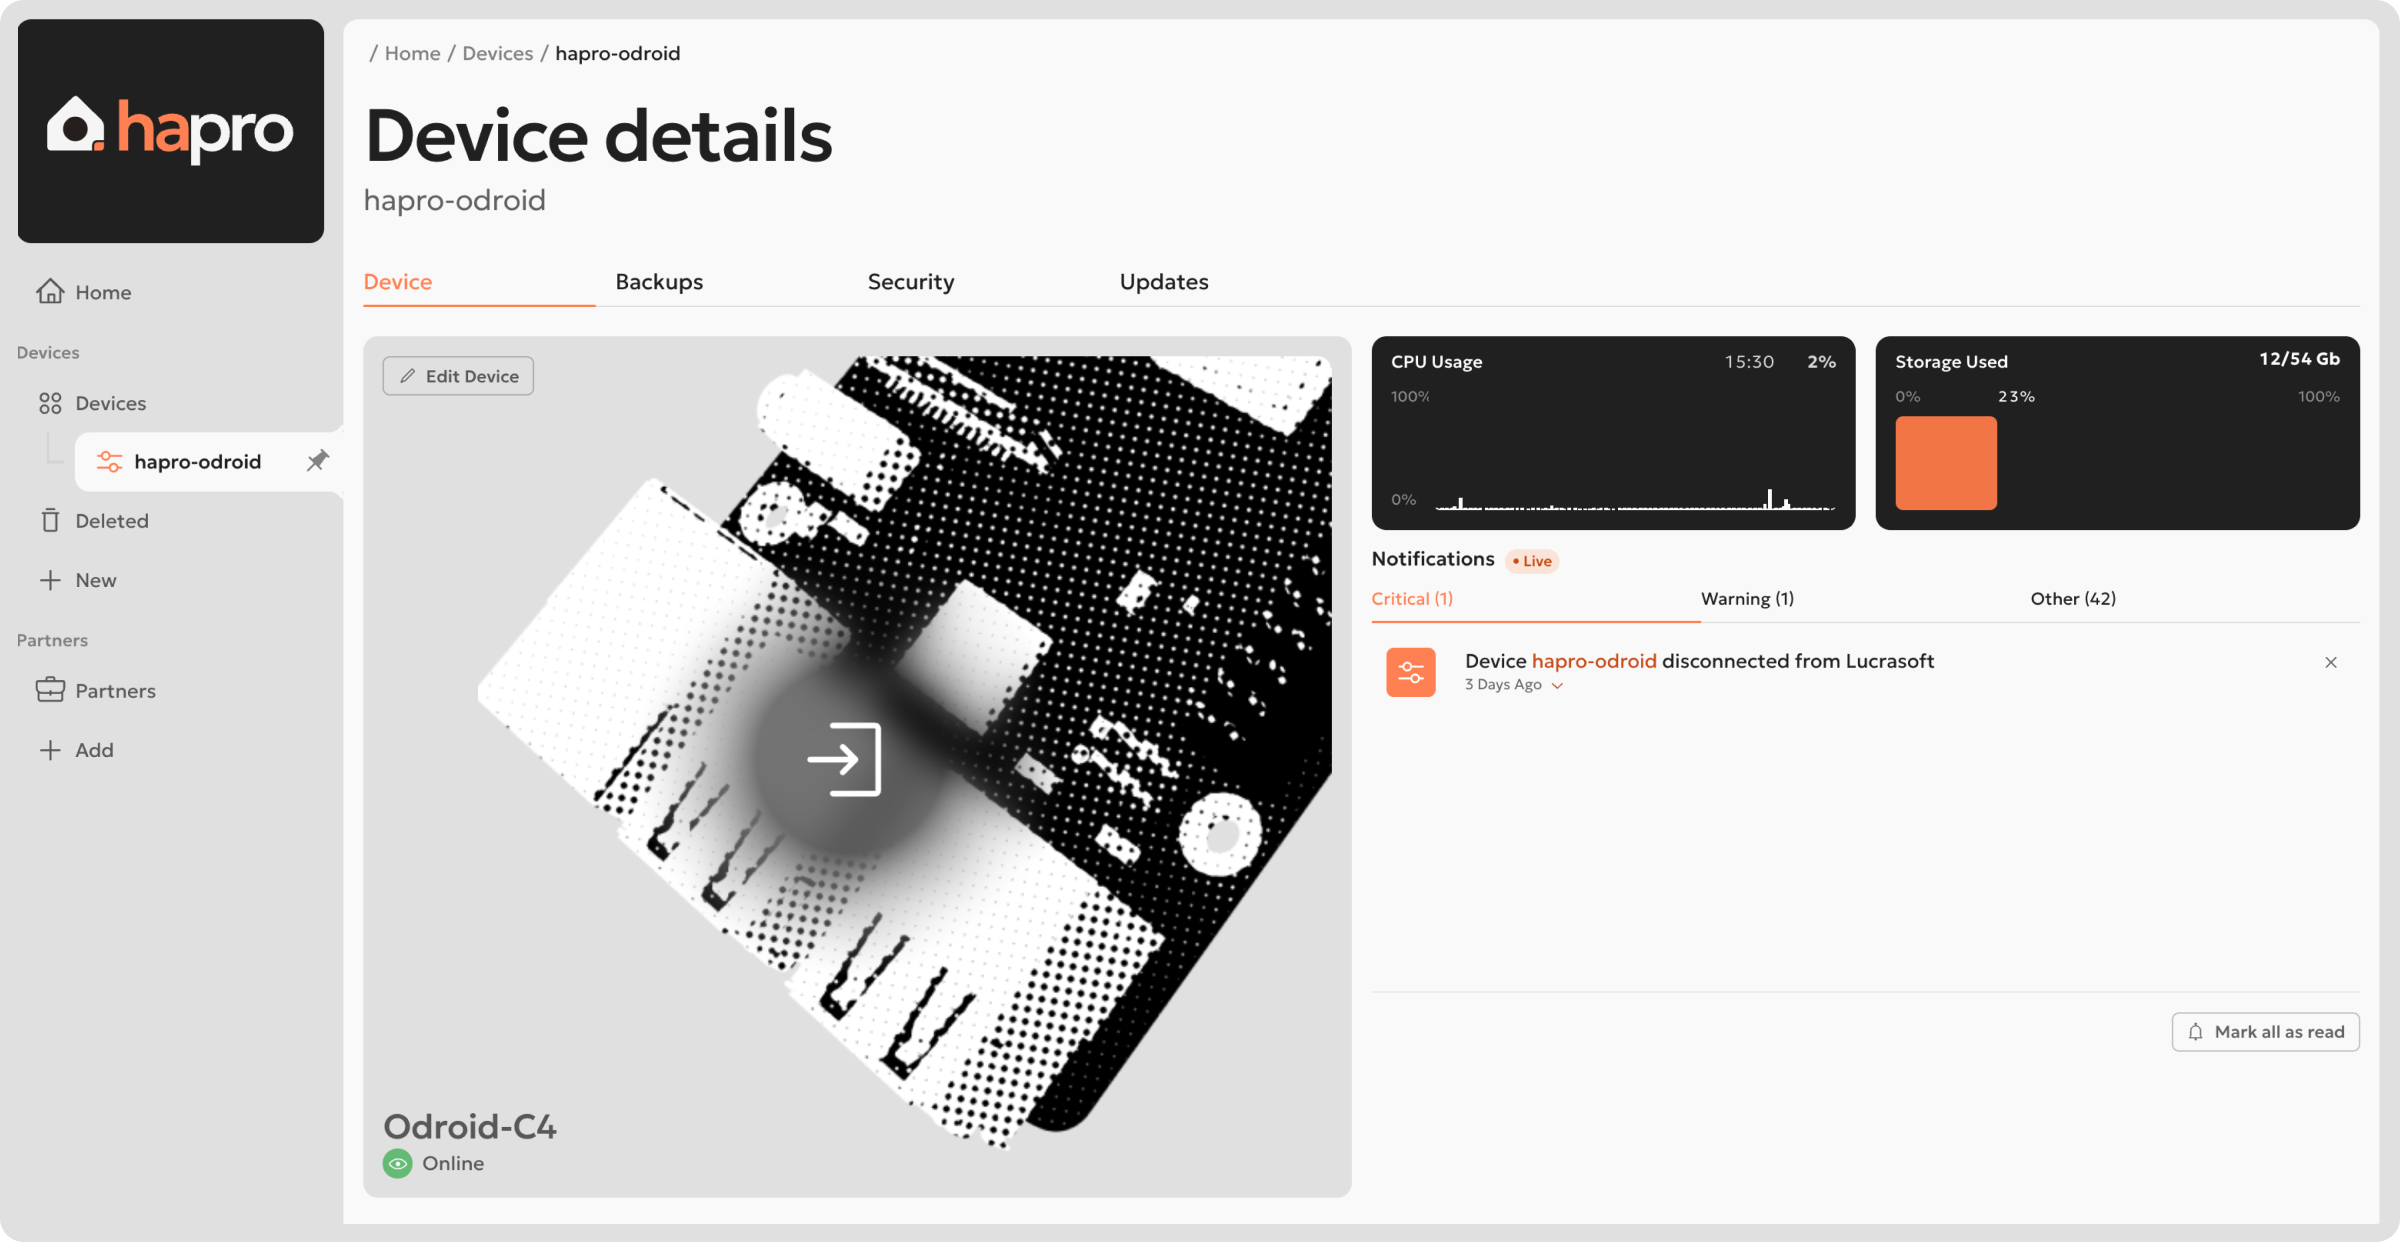 hapro
Home
Devices
Devices
hapro-odroid
Deleted
New
Partners
Partners
Add
/ Home / Devices / hapro-odroid
Device details
hapro-odroid
Device
Backups
Security
Updates
Edit Device
Odroid-C4
Online
CPU Usage 15:30 2%
100%
0%
Storage Used 12/54 Gb
0% 23% 100%
Notifications • Live
Critical (1)
Warning (1)
Other (42)
Device hapro-odroid disconnected from Lucrasoft
3 Days Ago
Mark all as read